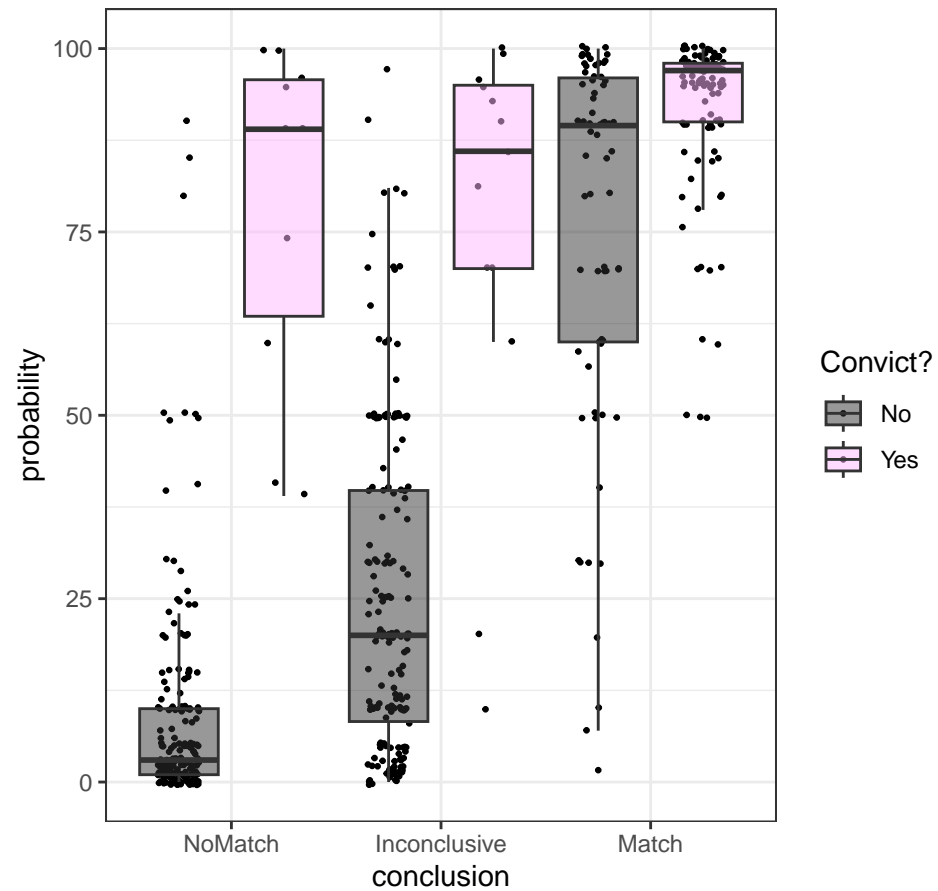 100
75
50
25
0
probability
NoMatch
Inconclusive
Match
conclusion
Convict?
No
Yes